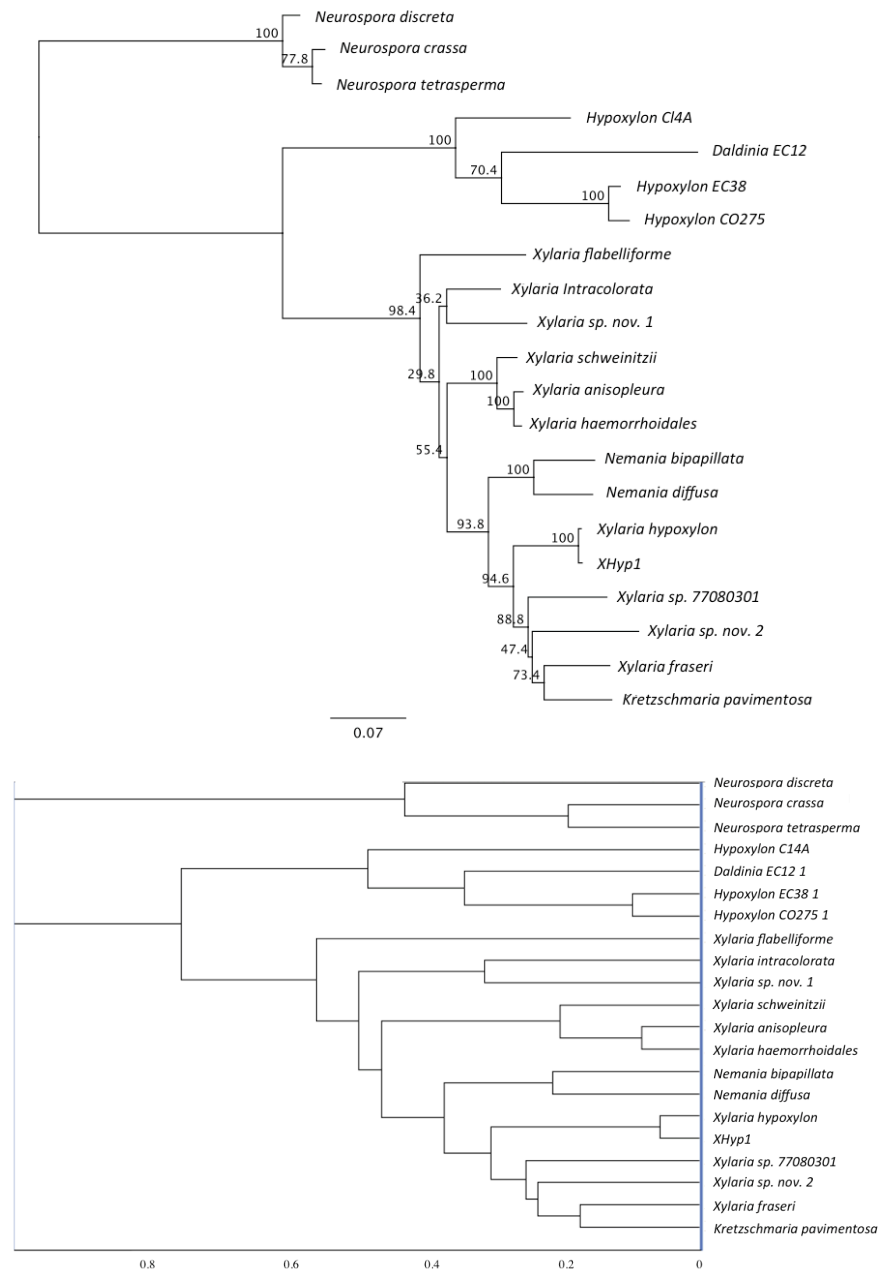 Neurospora discreta
100
Neurospora crassa
77.8
Neurospora tetrasperma
Hypoxylon Cl4A
100
Daldinia EC12
70.4
Hypoxylon EC38
100
Hypoxylon CO275
Xylaria flabelliforme
Xylaria Intracolorata
36.2
98.4
Xylaria sp. nov. 1
Xylaria schweinitzii
29.8
100
Xylaria anisopleura
100
Xylaria haemorrhoidales
55.4
Nemania bipapillata
100
Nemania diffusa
93.8
Xylaria hypoxylon
100
XHyp1
94.6
Xylaria sp. 77080301
88.8
Xylaria sp. nov. 2
47.4
Xylaria fraseri
73.4
Kretzschmaria pavimentosa
0.07
Neurospora discreta
Neurospora crassa
Neurospora tetrasperma
Hypoxylon C14A
Daldinia EC12 1
Hypoxylon EC38 1
Hypoxylon CO275 1
Xylaria flabelliforme
Xylaria intracolorata
Xylaria sp. nov. 1
Xylaria schweinitzii
Xylaria anisopleura
Xylaria haemorrhoidales
Nemania bipapillata
Nemania diffusa
Xylaria hypoxylon
XHyp1
Xylaria sp. 77080301
Xylaria sp. nov. 2
Xylaria fraseri
Kretzschmaria pavimentosa
0.8 0.6 0.4 0.2 0